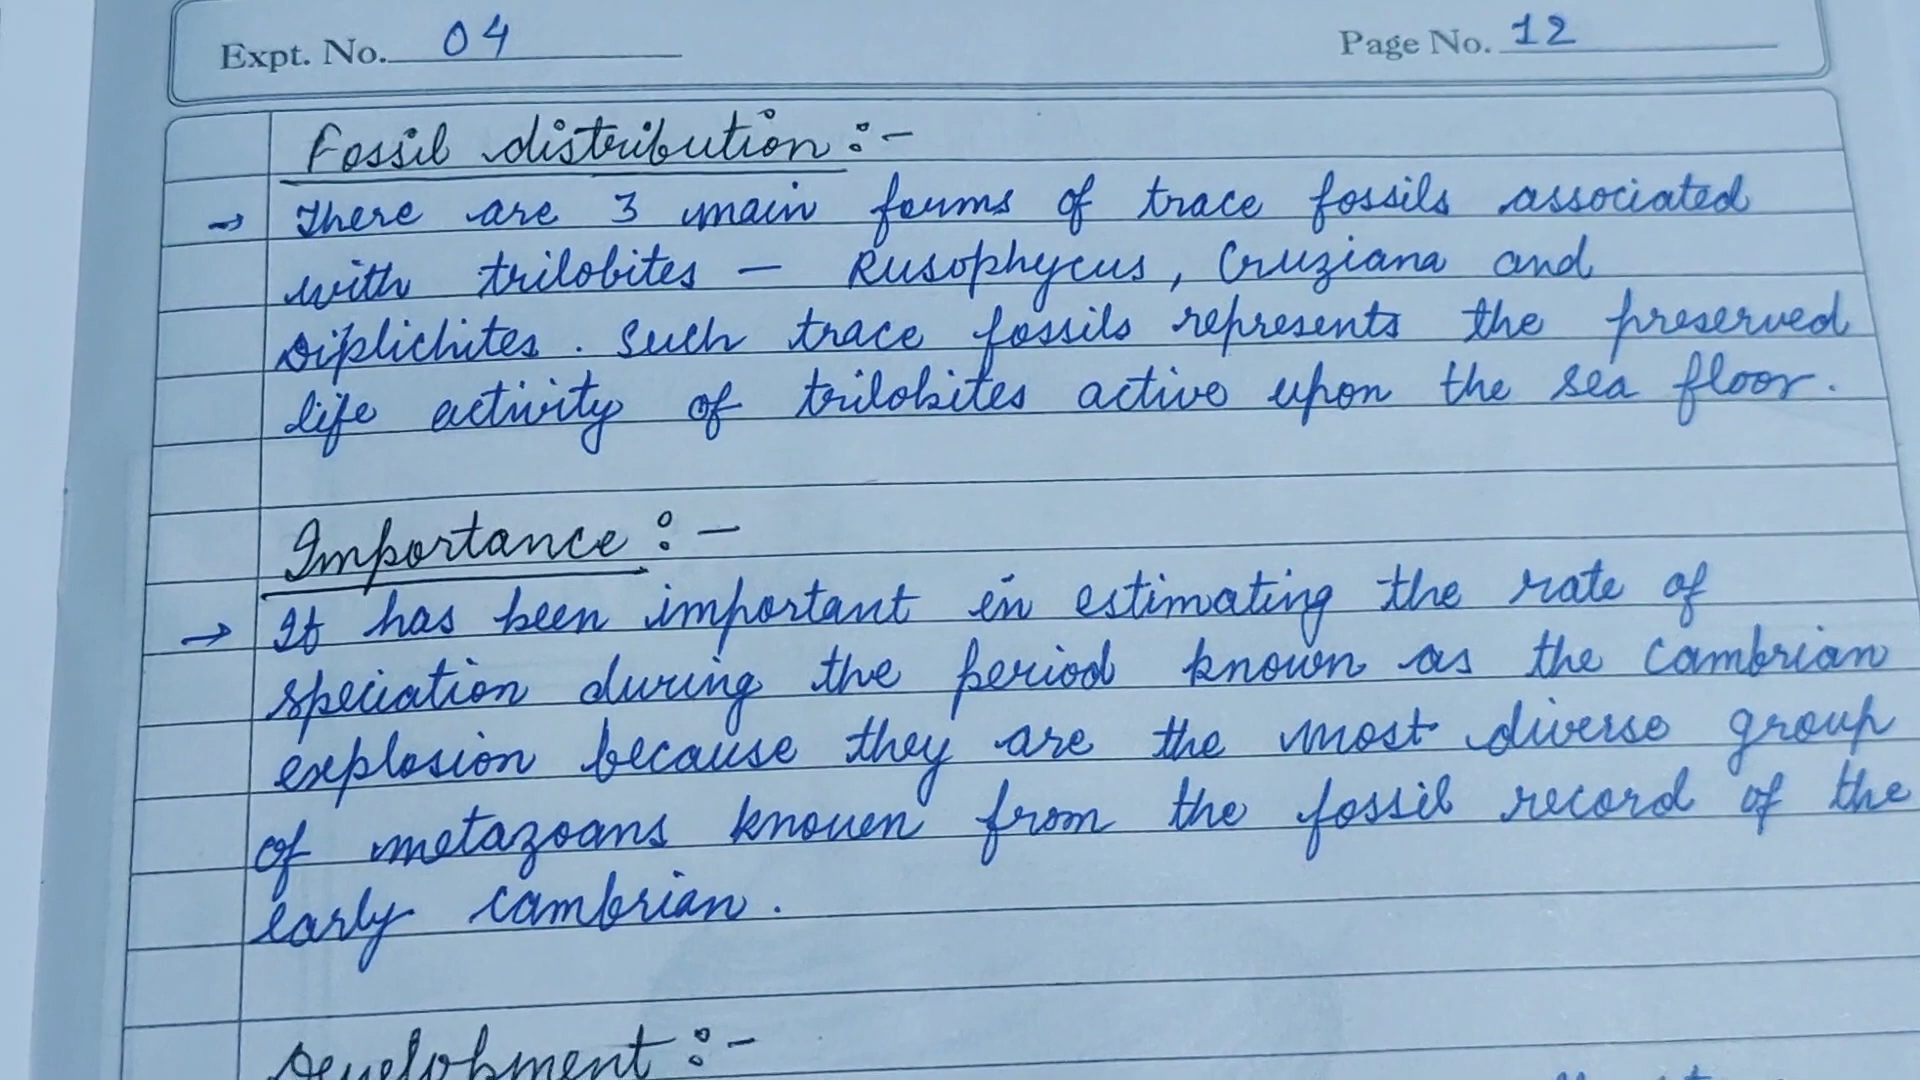 Expt. No. 04
Page No. 12
Fossil distribution :-
→ There are 3 main forms of trace fossils associated
with trilobites — Rusophycus, Cruziana and
Diplichites. Such trace fossils represents the preserved
life activity of trilobites active upon the sea floor.
Importance :-
→ It has been important in estimating the rate of
speciation during the period known as the Cambrian
explosion because they are the most diverse group
of metazoans known from the fossil record of the
early Cambrian.
Development :-